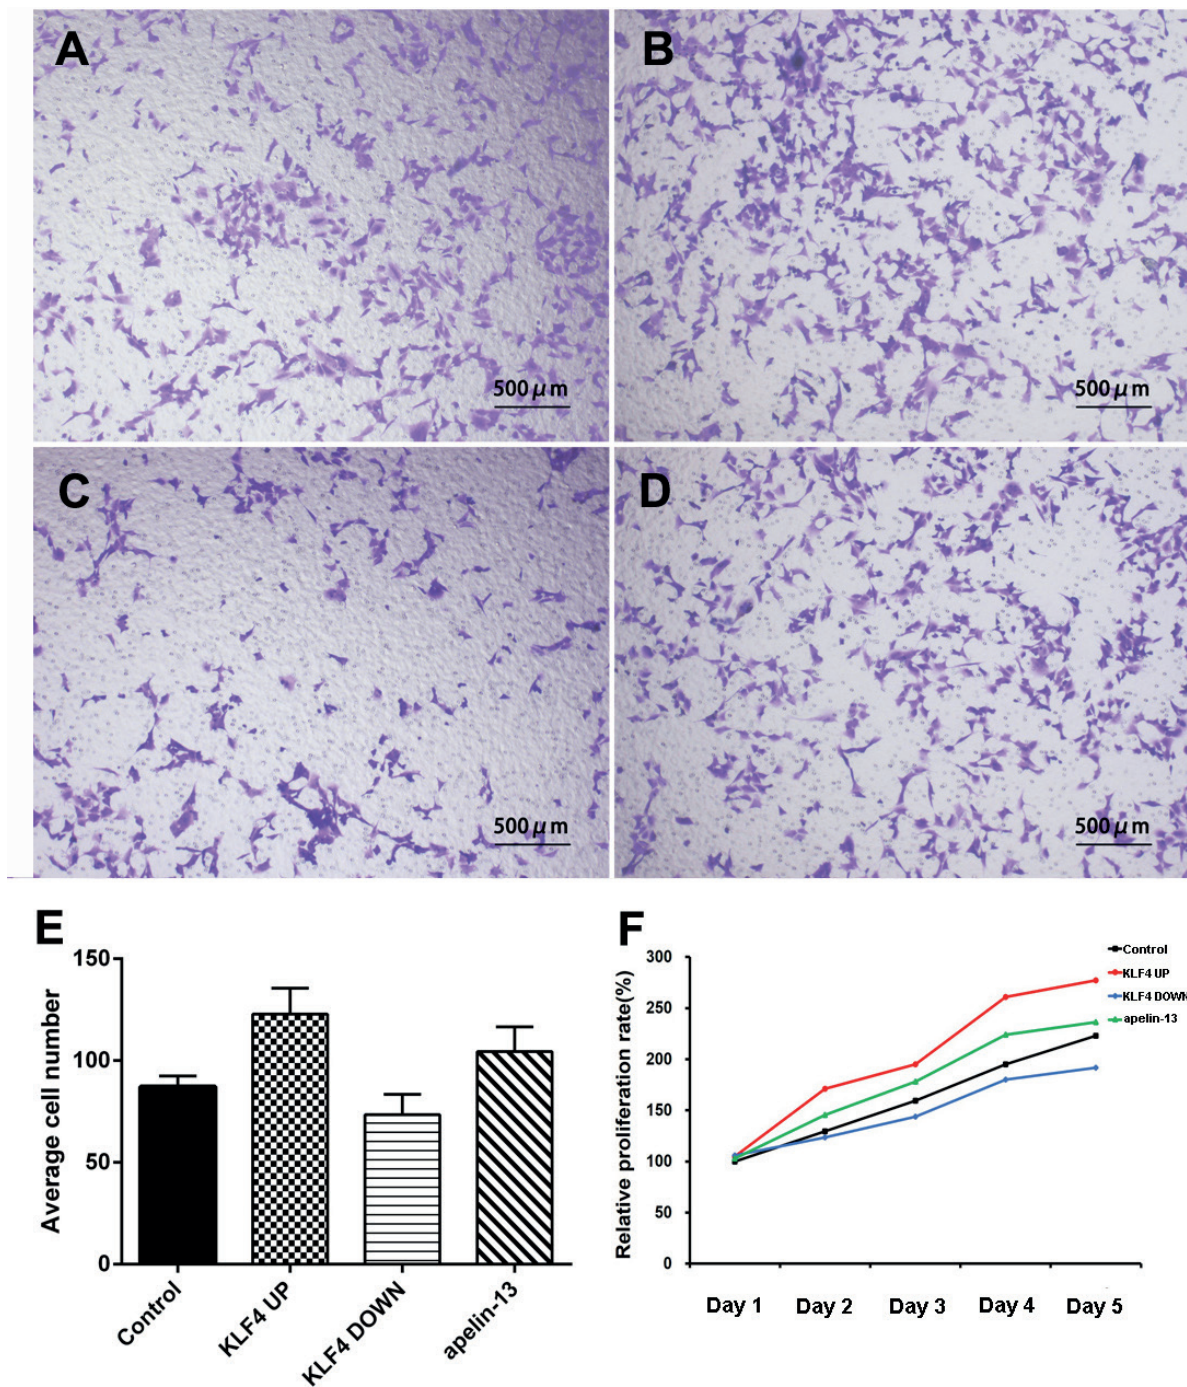 A
B
500 μm
500 μm
C
D
500 μm
500 μm
E
Average cell number
150
100
50
0
Control
KLF4 UP
KLF4 DOWN
apelin-13
F
Relative proliferation rate(%)
300
250
200
150
100
50
0
Day 1
Day 2
Day 3
Day 4
Day 5
Control
KLF4 UP
KLF4 DOWN
apelin-13